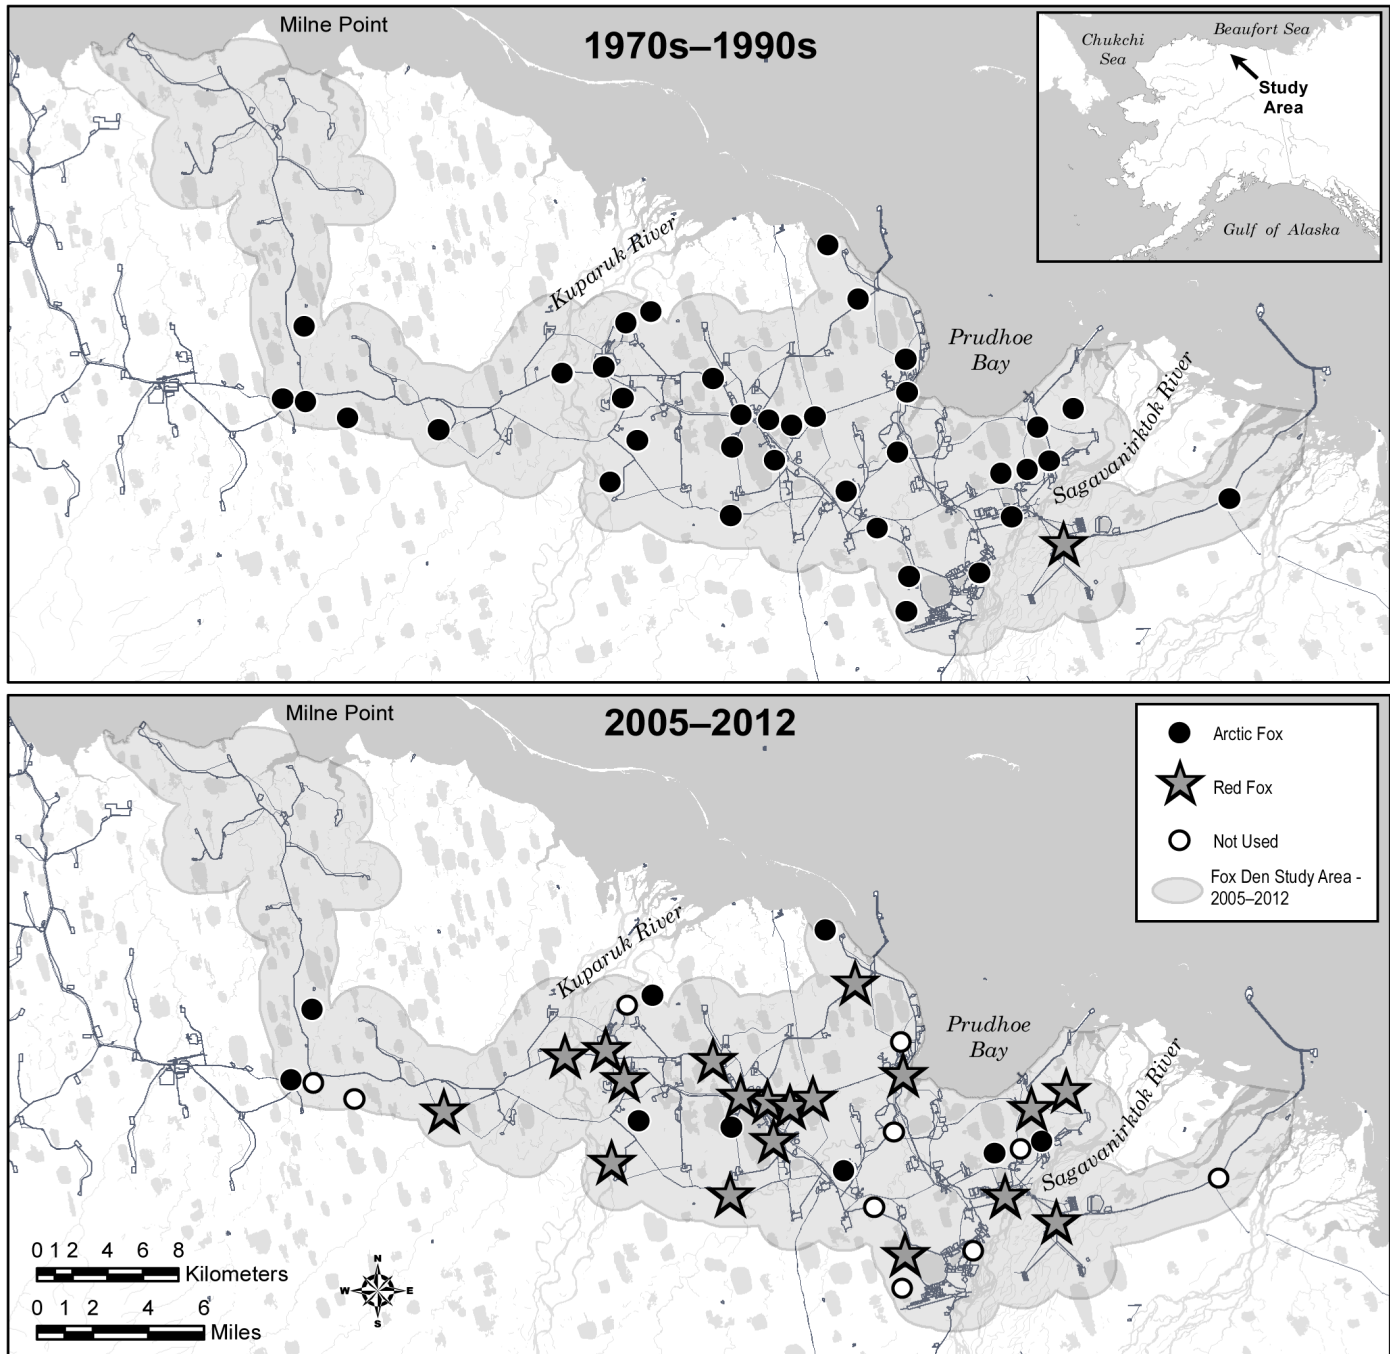 Milne Point
1970s–1990s
Chukchi
Sea
Beaufort Sea
Study
Area
Gulf of Alaska
Kuparuk River
Prudhoe
Bay
Sagavanirktok River
Milne Point
2005–2012
Arctic Fox
Red Fox
Not Used
Fox Den Study Area -
2005–2012
Kuparuk River
Prudhoe
Bay
Sagavanirktok River
0 1 2 4 6 8
Kilometers
0 1 2 4 6
Miles
N
W E
S